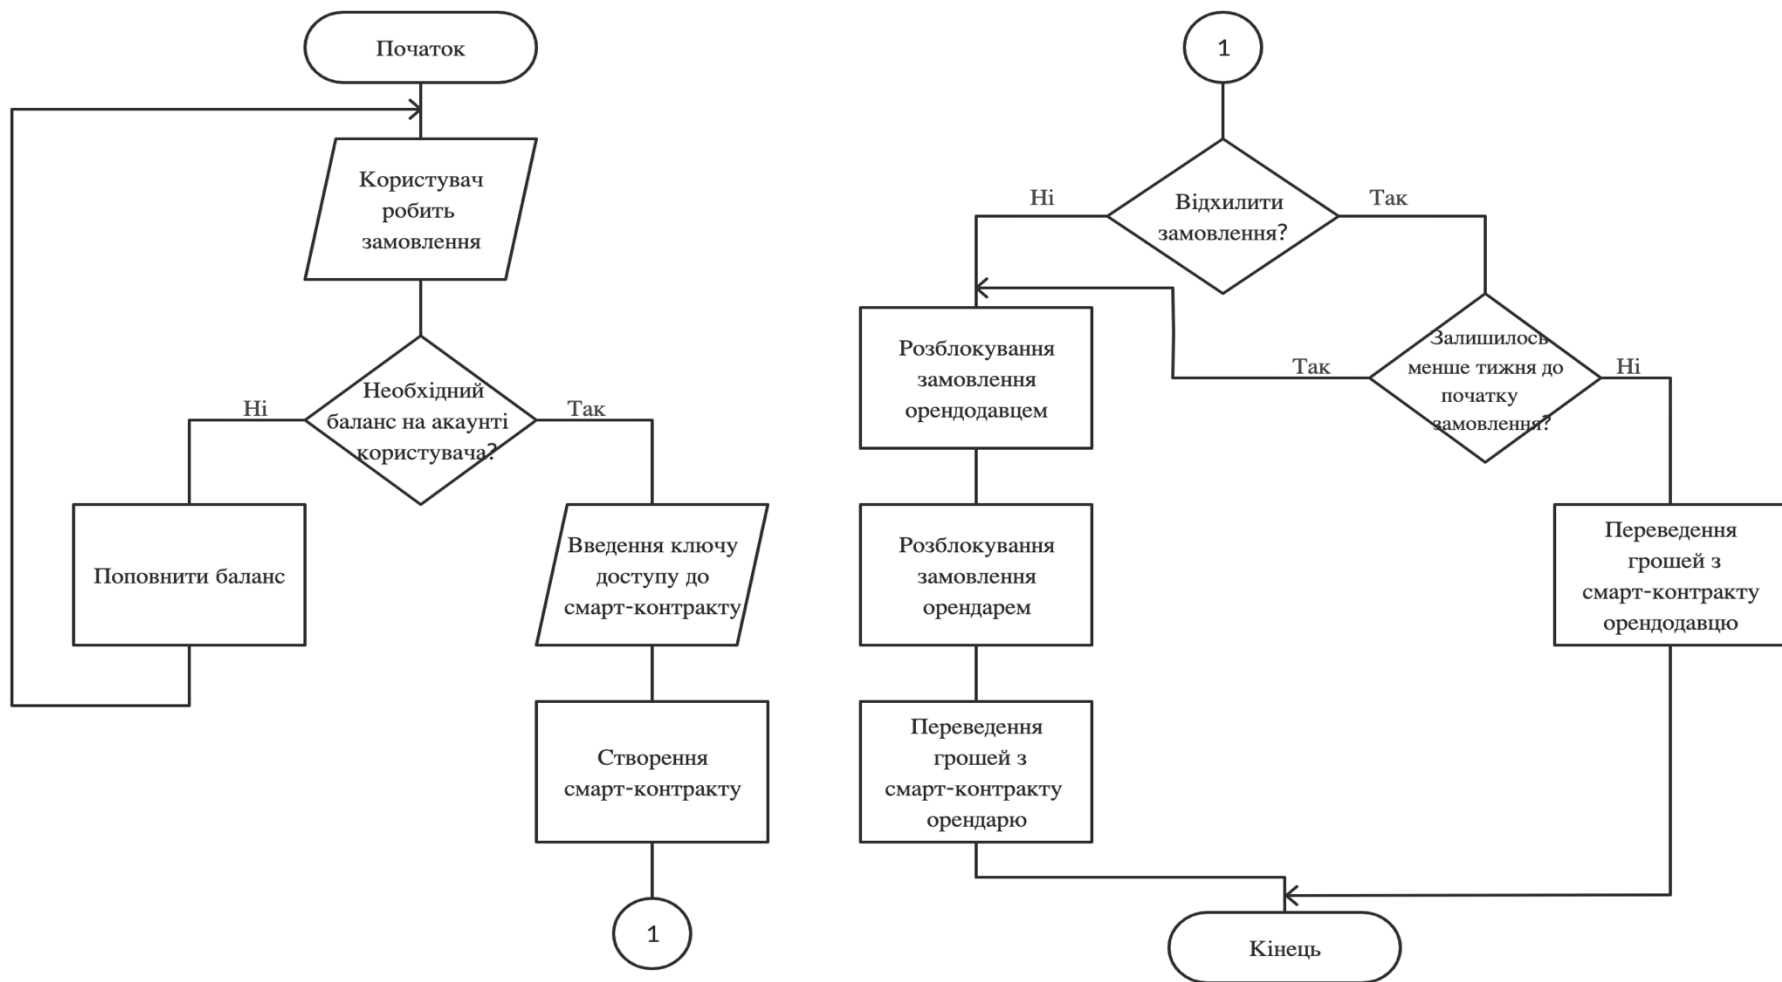 Початок
Користувач
робить
замовлення
Необхідний
баланс на акаунті
користувача?
Ні
Так
Поповнити баланс
Введення ключу
доступу до
смарт-контракту
Створення
смарт-контракту
1
1
Відхилити
замовлення?
Ні
Так
Залишилось
менше тижня до
початку
замовлення?
Так
Ні
Розблокування
замовлення
орендодавцем
Розблокування
замовлення
орендарем
Переведення
грошей з
смарт-контракту
орендарю
Переведення
грошей з
смарт-контракту
орендодавцю
Кінець